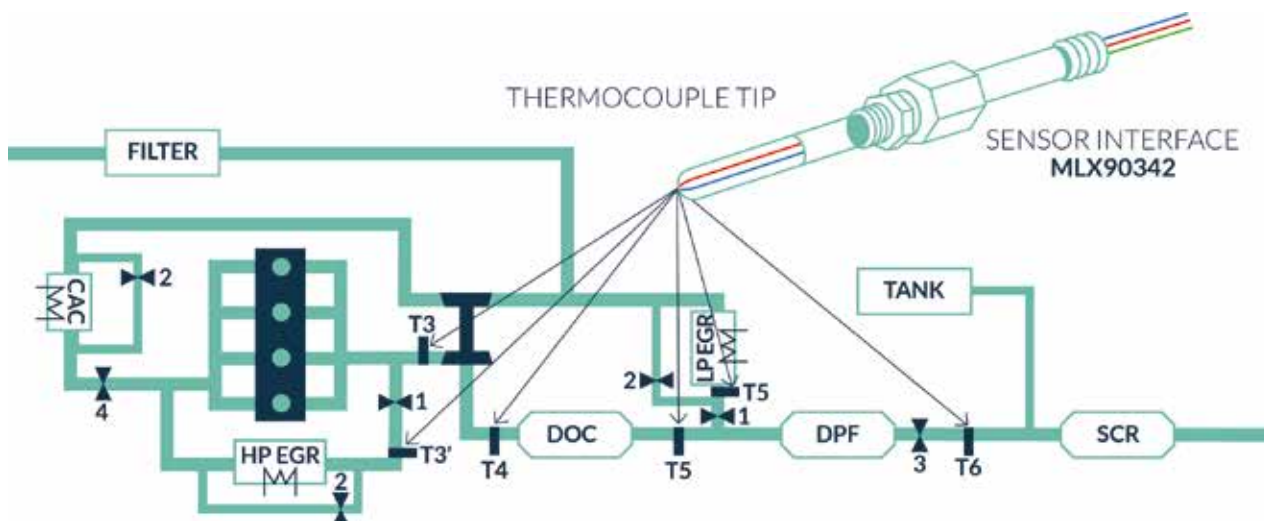 THERMOCOUPLE TIP
SENSOR INTERFACE
MLX90342
FILTER
CAC
2
TANK
T3
LP EGR
2
T5
4
1
1
HP EGR
T3'
2
T4
DOC
T5
DPF
3
T6
SCR